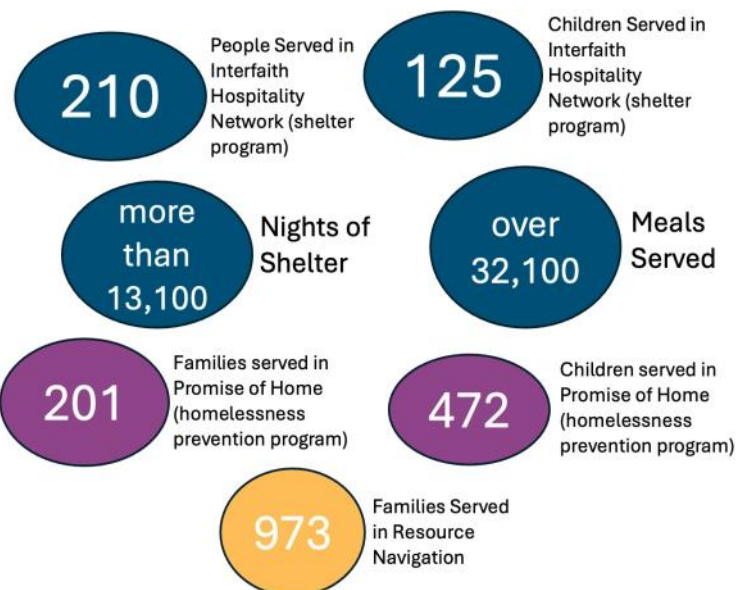 210
People Served in
Interfaith
Hospitality
Network (shelter
program)
125
Children Served in
Interfaith
Hospitality
Network (shelter
program)
more
than
13,100
Nights of
Shelter
over
32,100
Meals
Served
201
Families served in
Promise of Home
(homelessness
prevention program)
472
Children served in
Promise of Home
(homelessness
prevention program)
973
Families Served
in Resource
Navigation